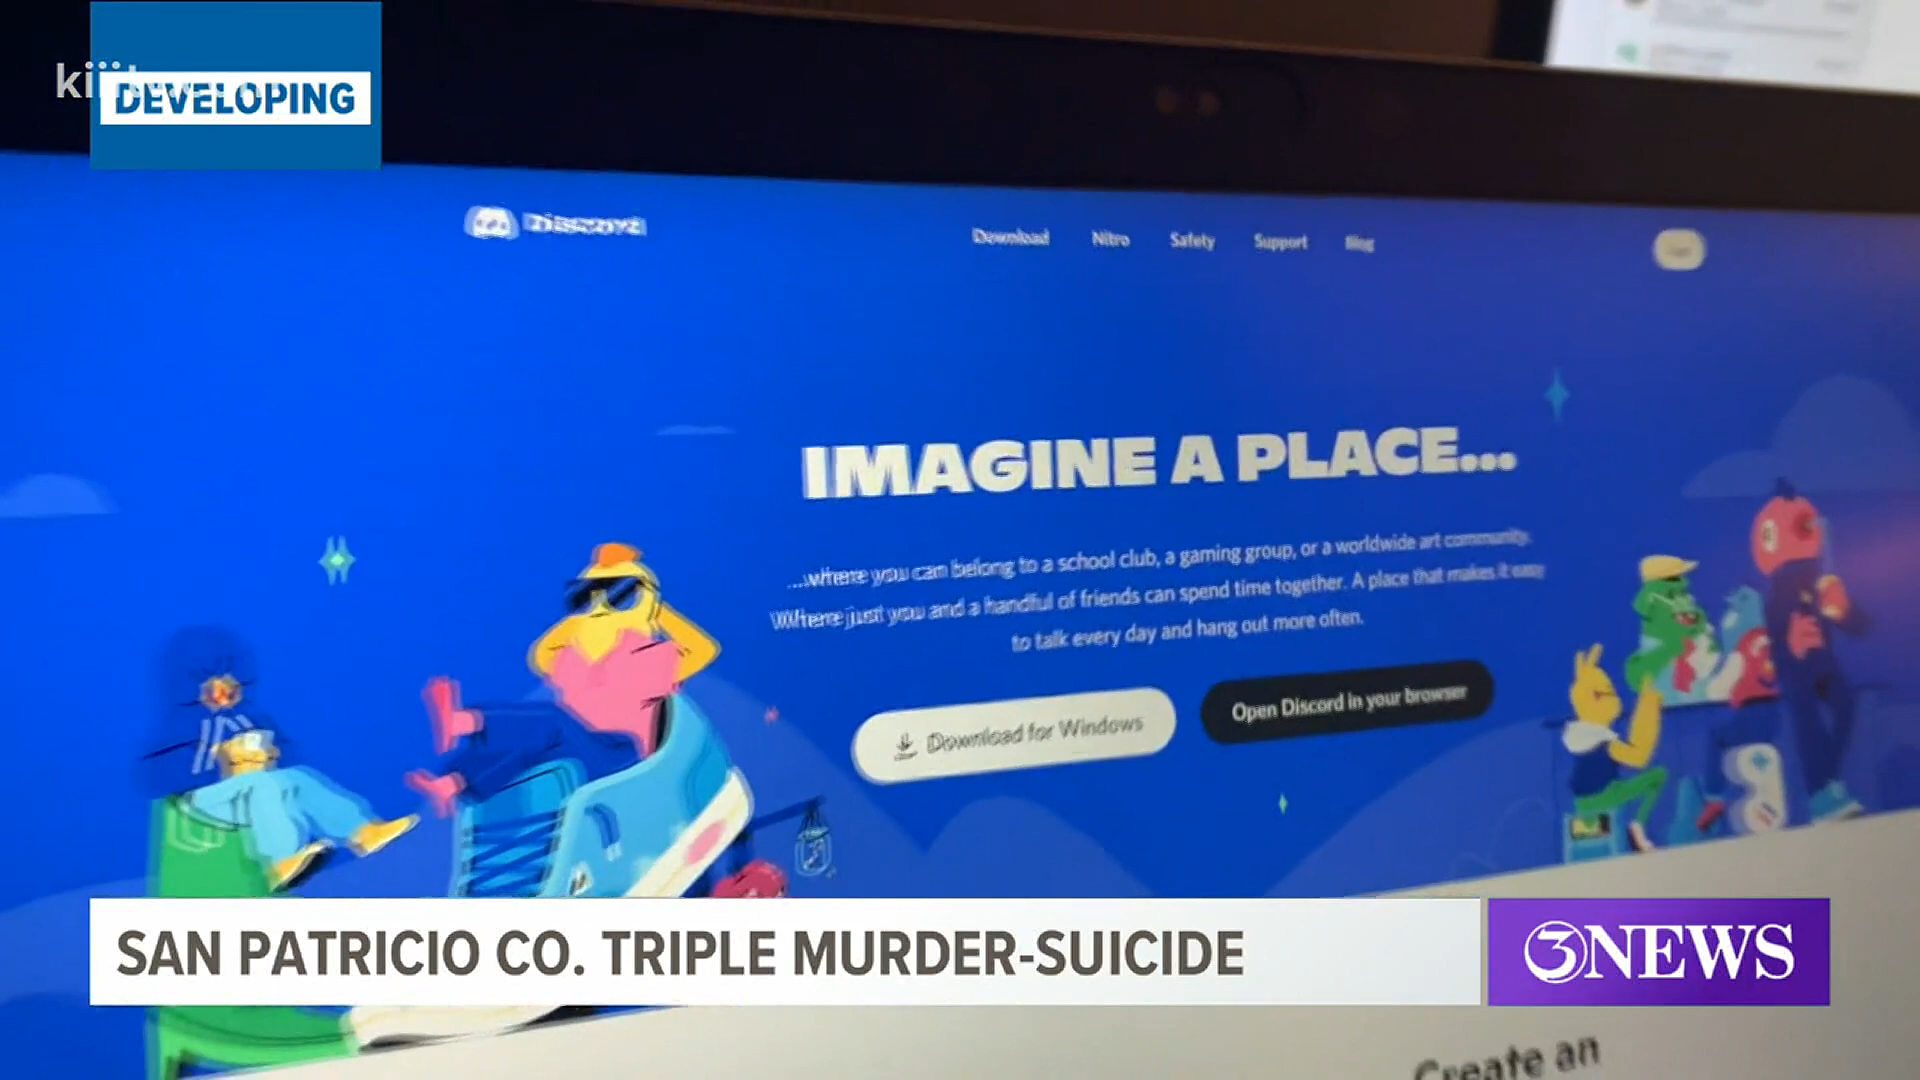 DEVELOPING
Discord
Download Nitro Safety Support Blog
IMAGINE A PLACE...
...where you can belong to a school club, a gaming group, or a worldwide art community.
Where just you and a handful of friends can spend time together. A place that makes it easy
to talk every day and hang out more often.
Download for Windows
Open Discord in your browser
SAN PATRICIO CO. TRIPLE MURDER-SUICIDE
3NEWS
Create an